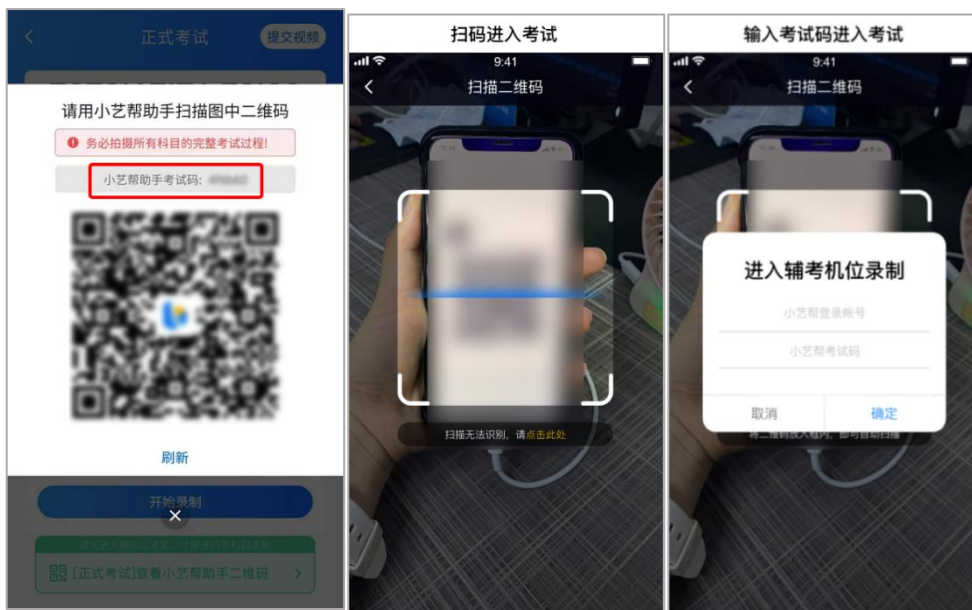 正式考试
提交视频
请用小艺帮助手扫描图中二维码
务必拍摄所有科目的完整考试过程!
小艺帮助手考试码:
刷新
开始录制
[正式考试]查看小艺帮助手二维码
扫码进入考试
9:41
扫描二维码
扫描无法识别，请点击此处
输入考试码进入考试
9:41
扫描二维码
进入辅考机位录制
小艺帮登录帐号
小艺帮考试码
取消
确定
将二维码放入框内，即可自动扫描